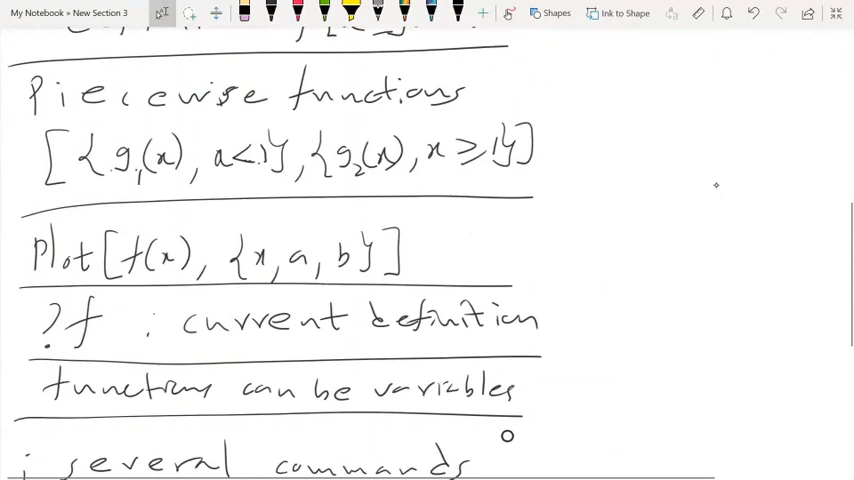 My Notebook > New Section 3
Shapes
Ink to Shape
Piecewise functions
[{g₁(x), x<1}, {g₂(x), x ≥ 1}]
Plot[f(x), {x, a, b}]
?f : current definition
functions can be variables
; several commands